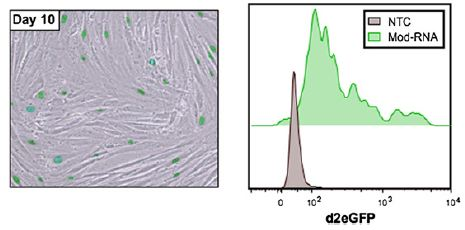 Day 10
NTC
Mod-RNA
0
10²
10³
10⁴
d2eGFP